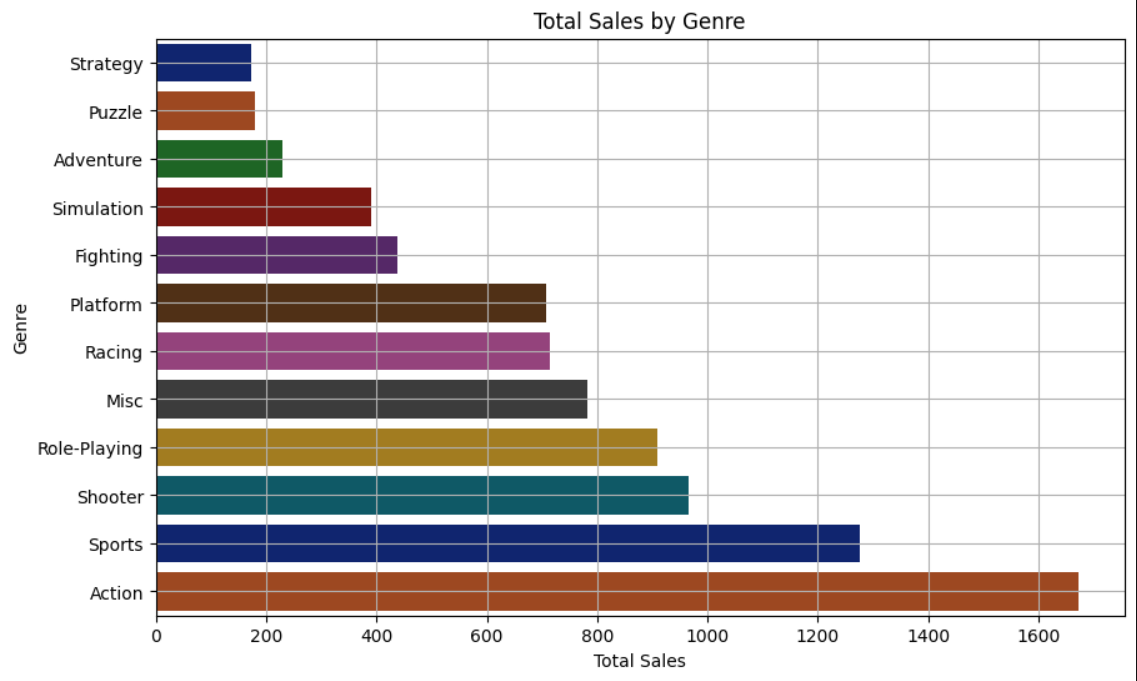 Total Sales by Genre
Genre
Strategy
Puzzle
Adventure
Simulation
Fighting
Platform
Racing
Misc
Role-Playing
Shooter
Sports
Action
0 200 400 600 800 1000 1200 1400 1600
Total Sales